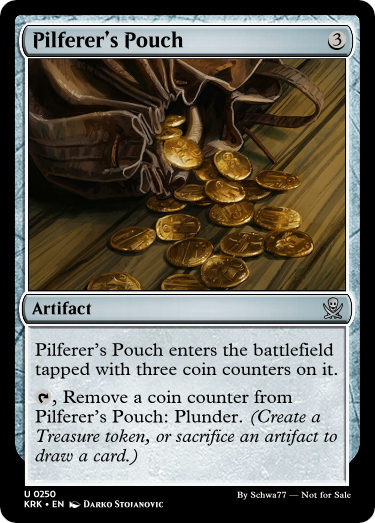 Pilferer's Pouch 3
Artifact
Pilferer's Pouch enters the battlefield
tapped with three coin counters on it.
, Remove a coin counter from
Pilferer's Pouch: Plunder. (Create a
Treasure token, or sacrifice an artifact to
draw a card.)
U 0250
KRK • EN Darko Stojanovic
By Schwa77 — Not for Sale